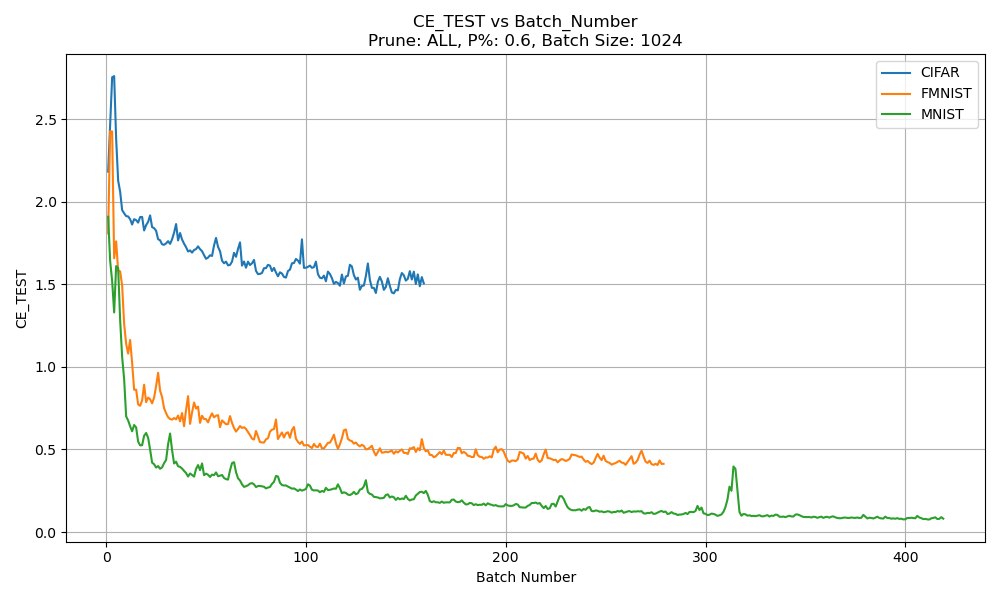 CE_TEST vs Batch_Number
Prune: ALL, P%: 0.6, Batch Size: 1024
CIFAR
FMNIST
MNIST
CE_TEST
2.5
2.0
1.5
1.0
0.5
0.0
0
100
200
300
400
Batch Number